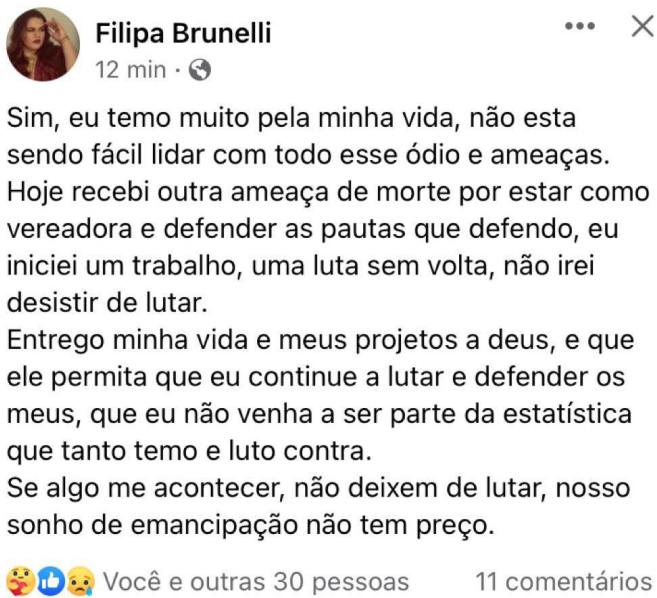 Filipa Brunelli
12 min ·
Sim, eu temo muito pela minha vida, não esta
sendo fácil lidar com todo esse ódio e ameaças.
Hoje recebi outra ameaça de morte por estar como
vereadora e defender as pautas que defendo, eu
iniciei um trabalho, uma luta sem volta, não irei
desistir de lutar.
Entrego minha vida e meus projetos a deus, e que
ele permita que eu continue a lutar e defender os
meus, que eu não venha a ser parte da estatística
que tanto temo e luto contra.
Se algo me acontecer, não deixem de lutar, nosso
sonho de emancipação não tem preço.
Você e outras 30 pessoas 11 comentários